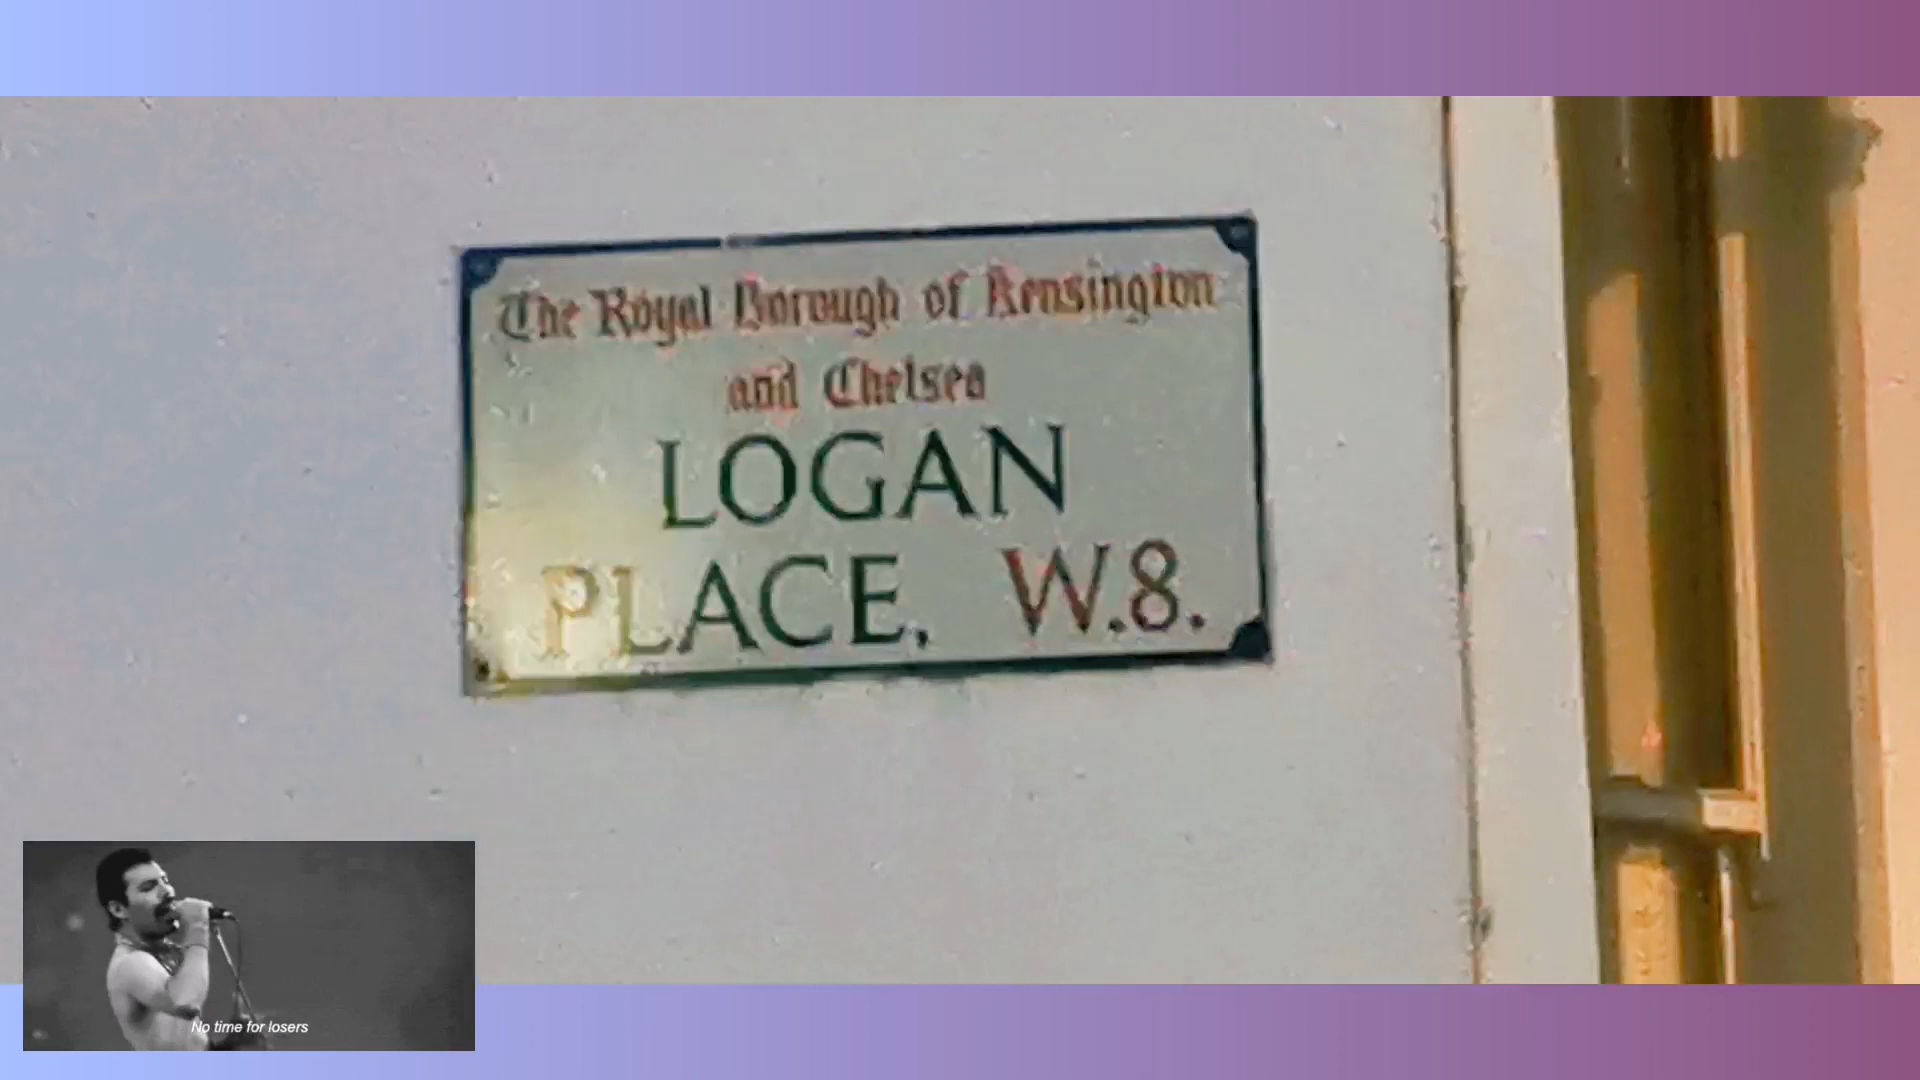 The Royal Borough of Kensington
and Chelsea
LOGAN
PLACE, W.8.
No time for losers